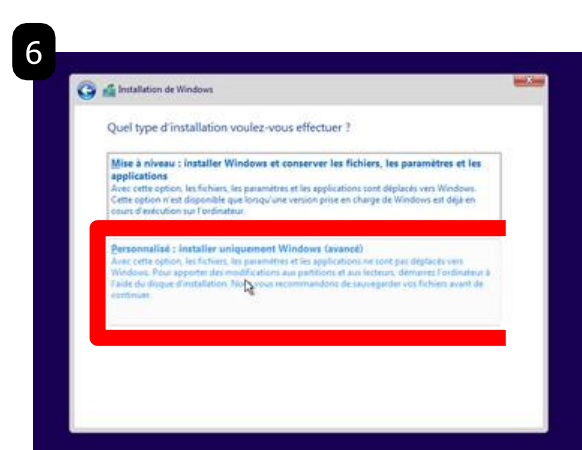 6
Installation de Windows
Quel type d'installation voulez-vous effectuer ?
Mise à niveau : installer Windows et conserver les fichiers, les paramètres et les
applications
Avec cette option, les fichiers, les paramètres et les applications sont déplacés vers Windows.
Cette option n'est disponible que lorsqu'une version prise en charge de Windows est déjà en
cours d'exécution sur l'ordinateur.
Personnalisé : installer uniquement Windows (avancé)
Avec cette option, les fichiers, les paramètres et les applications ne sont pas déplacés vers
Windows. Pour apporter des modifications aux partitions et aux lecteurs, démarrez l'ordinateur à
l'aide du disque d'installation. Nous vous recommandons de sauvegarder vos fichiers avant de
continuer.